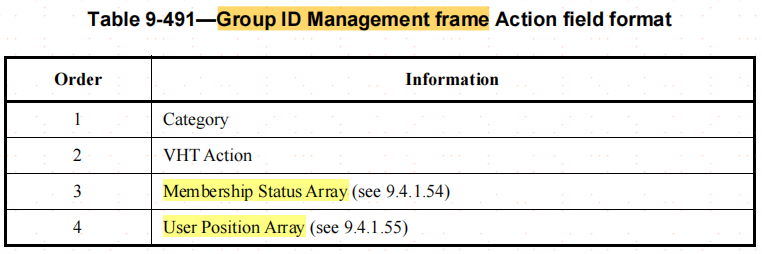 Table 9-491—Group ID Management frame Action field format
Order Information
1 Category
2 VHT Action
3 Membership Status Array (see 9.4.1.54)
4 User Position Array (see 9.4.1.55)